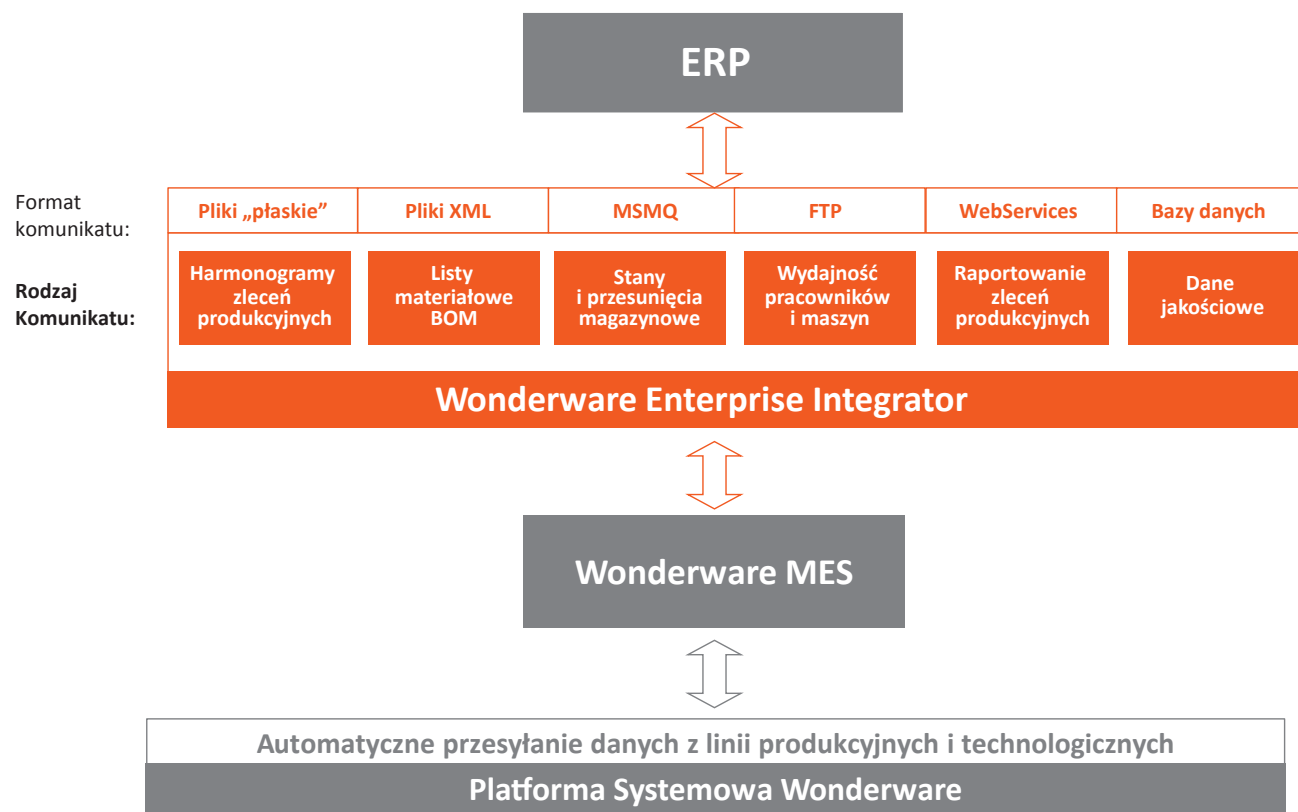 ERP
Format
komunikatu:
Pliki „płaskie”
Pliki XML
MSMQ
FTP
WebServices
Bazy danych
Rodzaj
Komunikatu:
Harmonogramy
zleceń
produkcyjnych
Listy
materiałowe
BOM
Stany
i przesunięcia
magazynowe
Wydajność
pracowników
i maszyn
Raportowanie
zleceń
produkcyjnych
Dane
jakościowe
Wonderware Enterprise Integrator
Wonderware MES
Automatyczne przesyłanie danych z linii produkcyjnych i technologicznych
Platforma Systemowa Wonderware